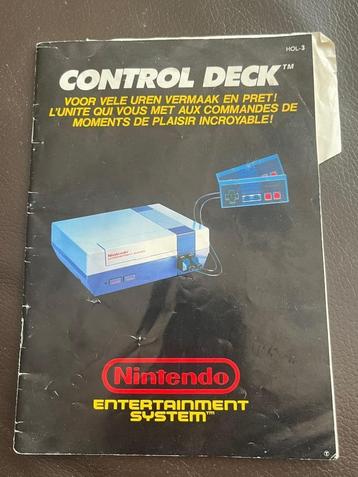 HOL-3
CONTROL DECK™
VOOR VELE UREN VERMAAK EN PRET!
L'UNITE QUI VOUS MET AUX COMMANDES DE
MOMENTS DE PLAISIR INCROYABLE!
Nintendo
Nintendo
ENTERTAINMENT
SYSTEM™